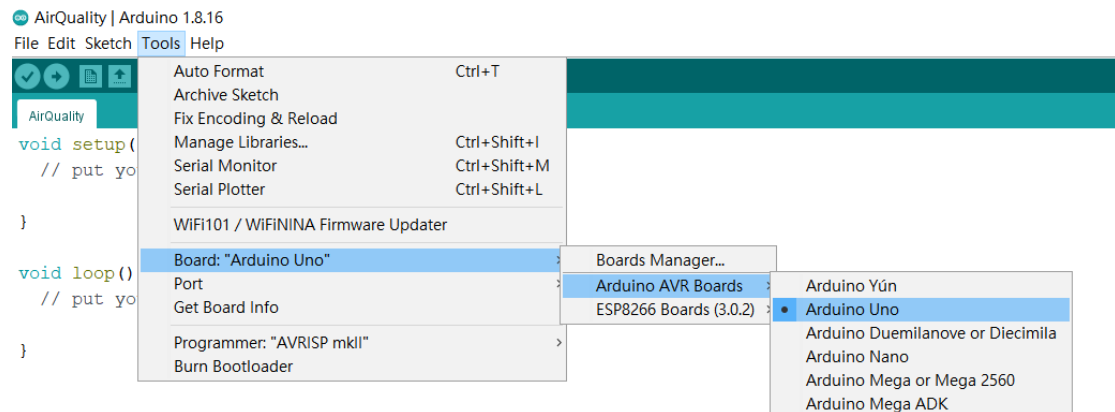 AirQuality | Arduino 1.8.16
File Edit Sketch Tools Help
AirQuality
void setup(
// put yo
}
void loop()
// put yo
}
Auto Format Ctrl+T
Archive Sketch
Fix Encoding & Reload
Manage Libraries... Ctrl+Shift+I
Serial Monitor Ctrl+Shift+M
Serial Plotter Ctrl+Shift+L
WiFi101 / WiFiNINA Firmware Updater
Board: "Arduino Uno"
Port
Get Board Info
Programmer: "AVRISP mkII"
Burn Bootloader
Boards Manager...
Arduino AVR Boards
ESP8266 Boards (3.0.2)
Arduino Yún
Arduino Uno
Arduino Duemilanove or Diecimila
Arduino Nano
Arduino Mega or Mega 2560
Arduino Mega ADK